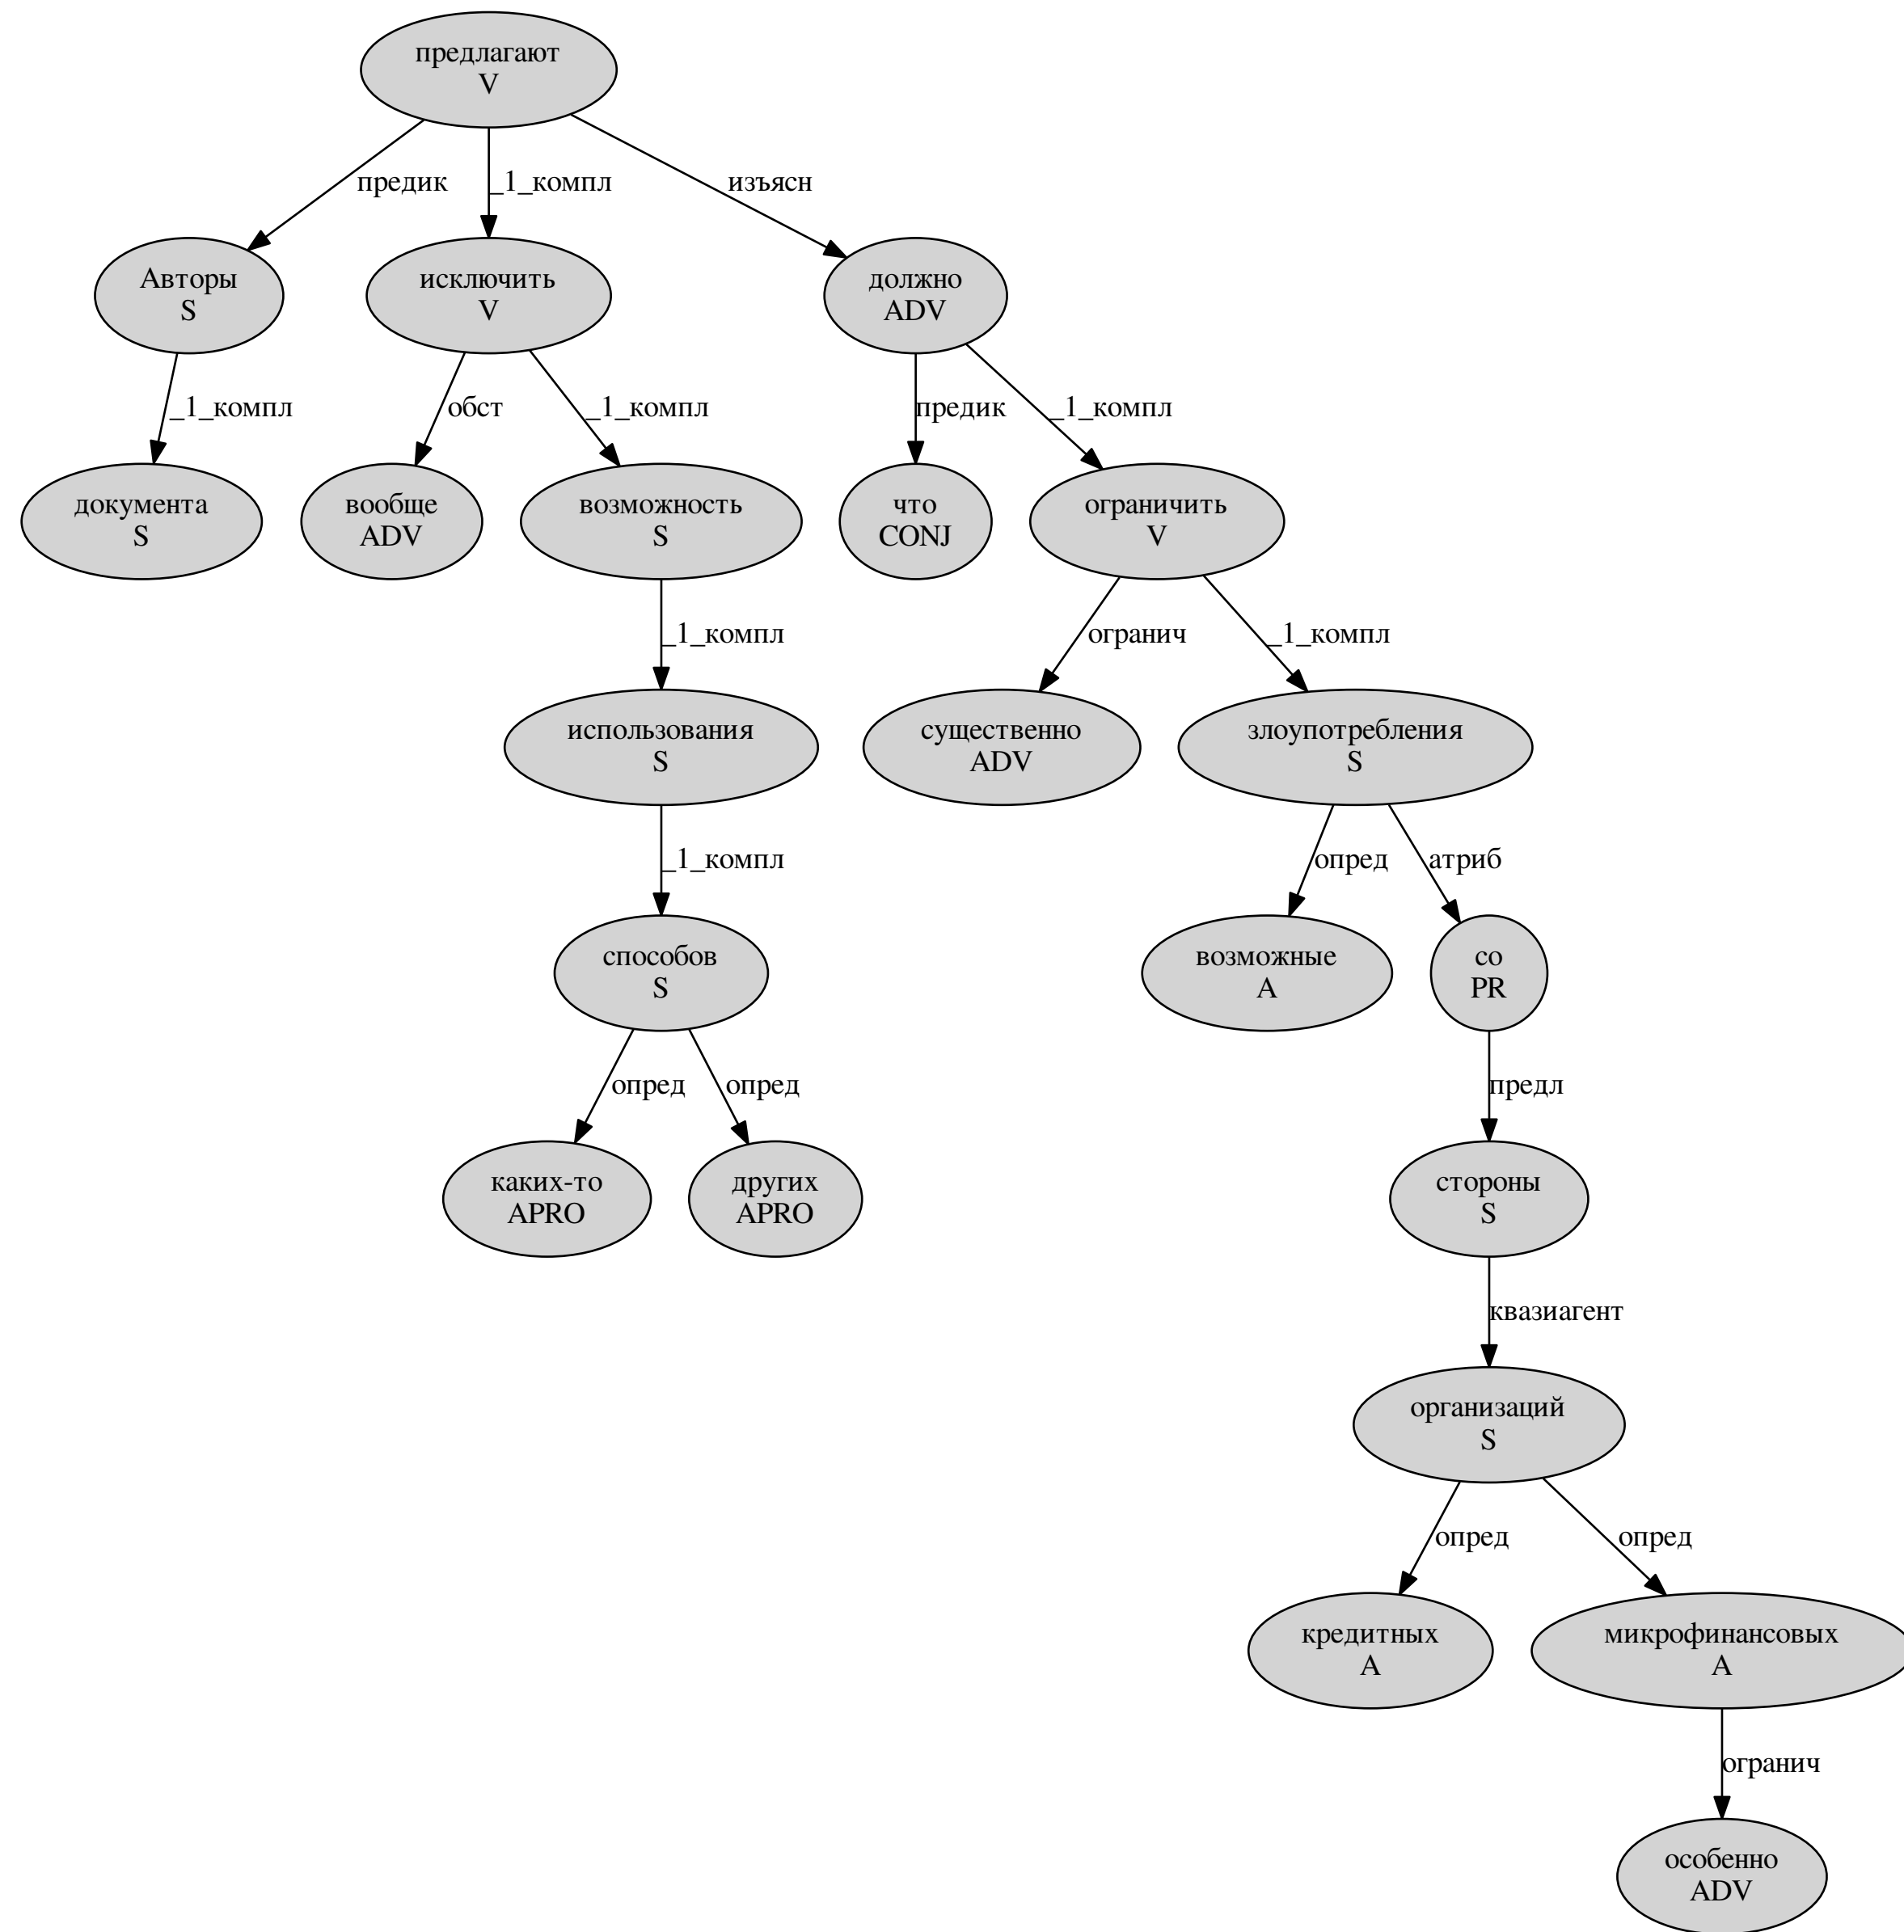 предлагают
V
предик
_1_компл
изъясн
Авторы
S
исключить
V
должно
ADV
_1_компл
обст
_1_компл
предик
_1_компл
документа
S
вообще
ADV
возможность
S
что
CONJ
ограничить
V
_1_компл
огранич
_1_компл
использования
S
существенно
ADV
злоупотребления
S
_1_компл
опред
атриб
способов
S
возможные
A
со
PR
опред
опред
предл
каких-то
APRO
других
APRO
стороны
S
квазиагент
организаций
S
опред
опред
кредитных
A
микрофинансовых
A
огранич
особенно
ADV